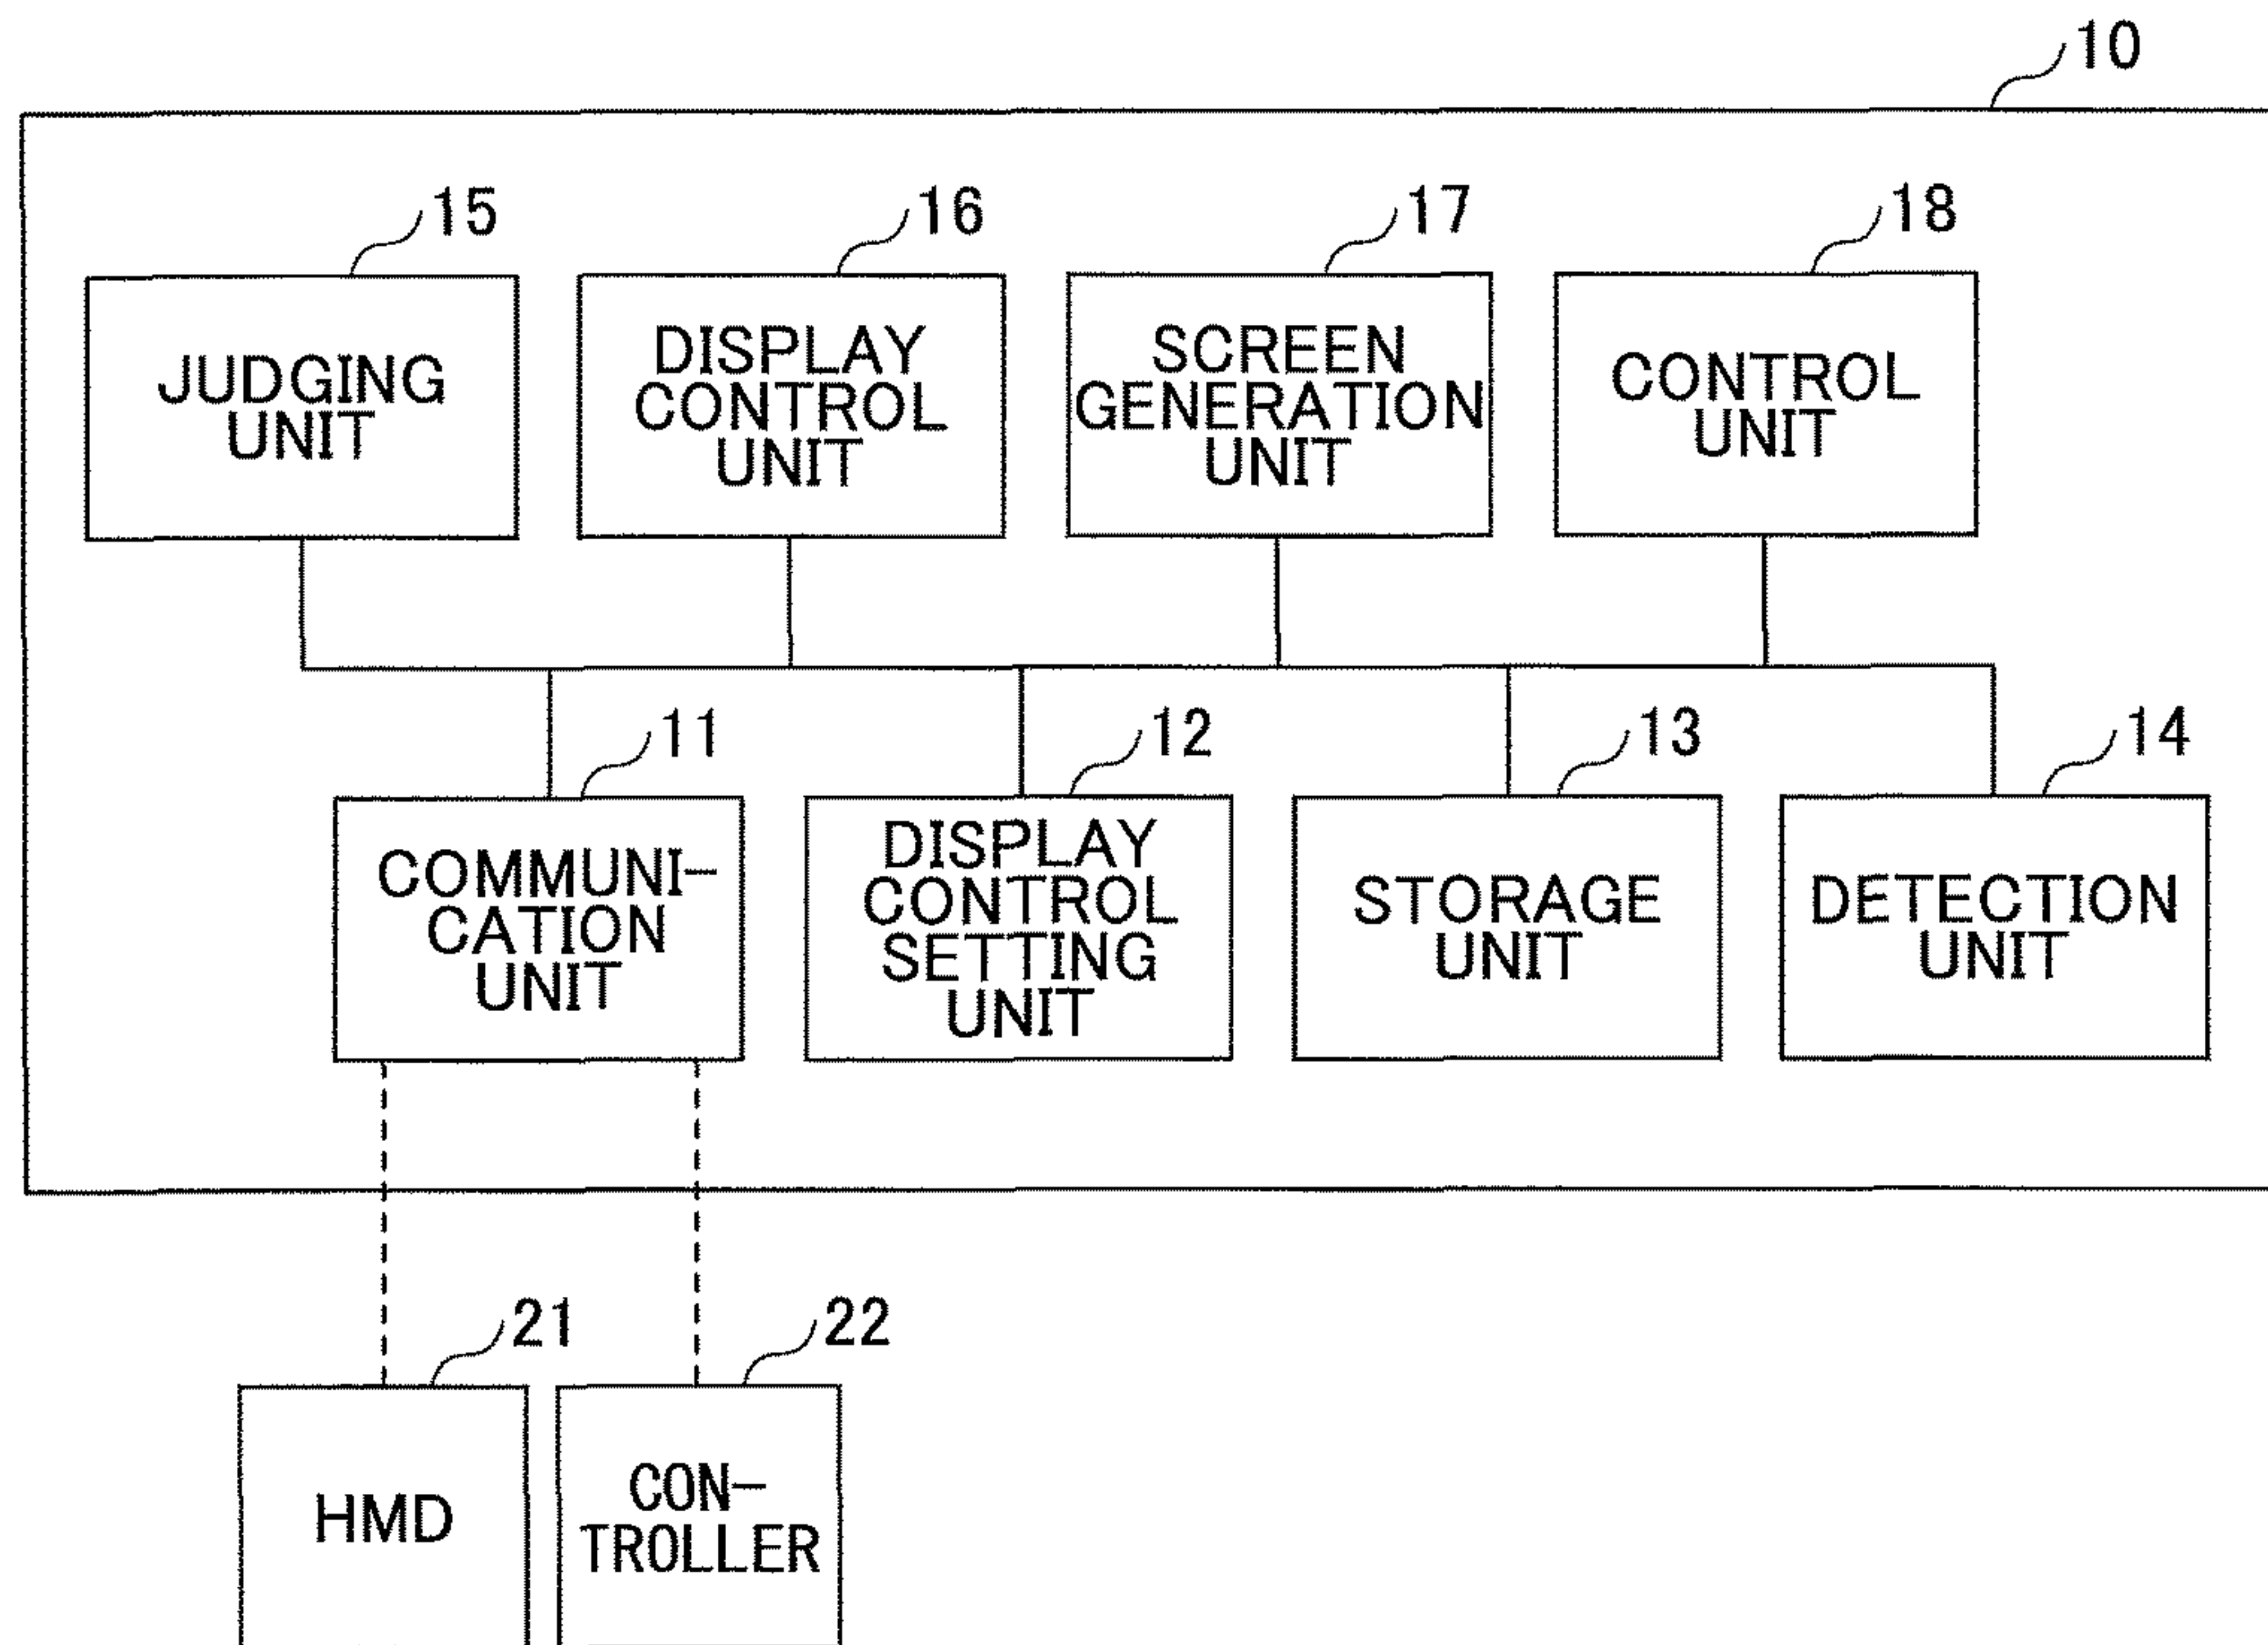 10
15
16
17
18
JUDGING
UNIT
DISPLAY
CONTROL
UNIT
SCREEN
GENERATION
UNIT
CONTROL
UNIT
11
12
13
14
COMMUNI-
CATION
UNIT
DISPLAY
CONTROL
SETTING
UNIT
STORAGE
UNIT
DETECTION
UNIT
21
22
HMD
CON-
TROLLER